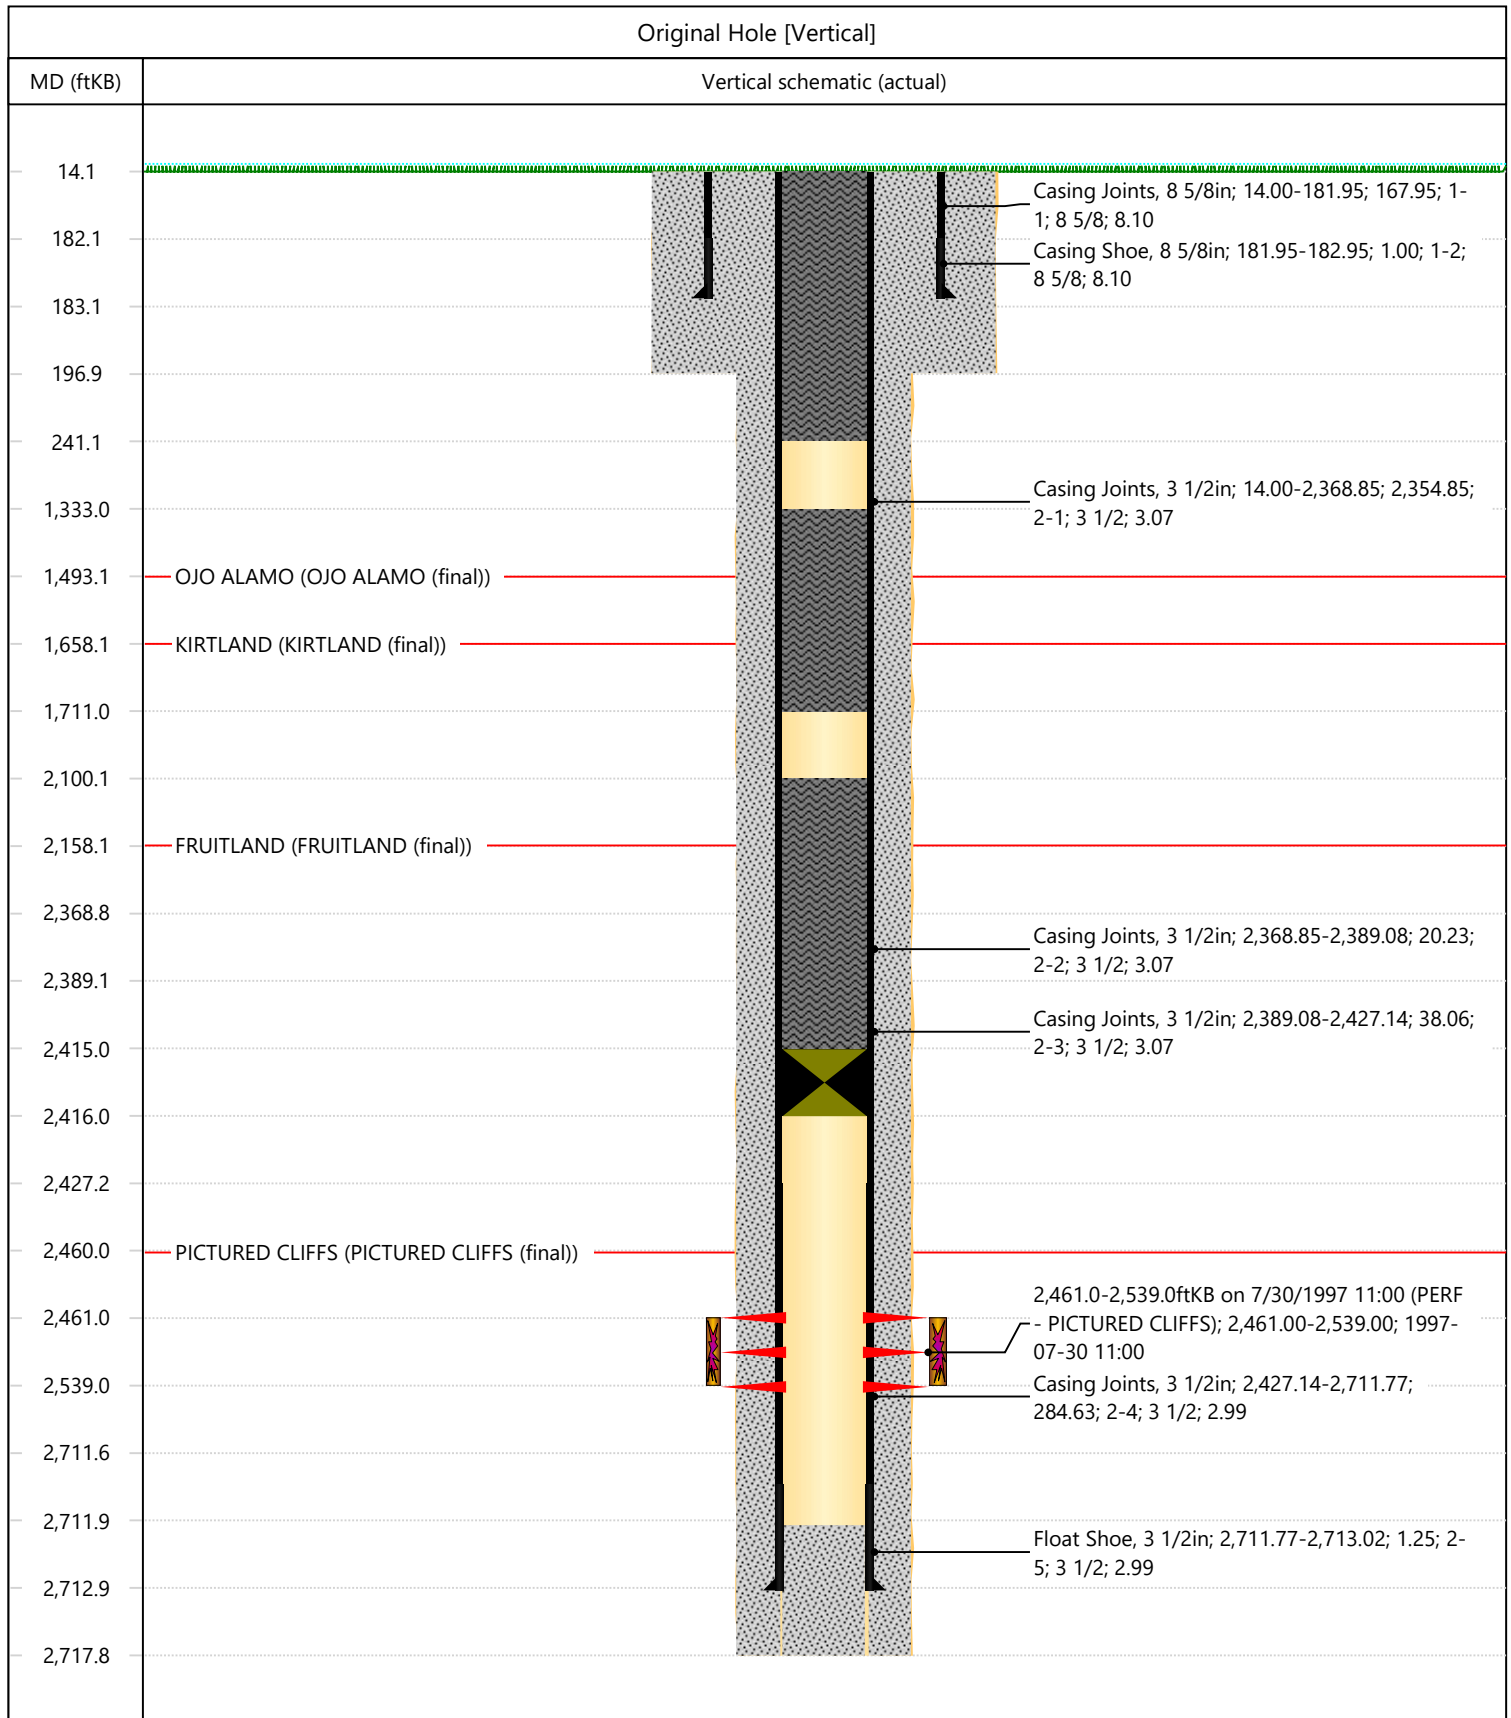 Original Hole [Vertical]
MD (ftKB)
Vertical schematic (actual)
14.1
Casing Joints, 8 5/8in; 14.00-181.95; 167.95; 1-
1; 8 5/8; 8.10
182.1
Casing Shoe, 8 5/8in; 181.95-182.95; 1.00; 1-2;
8 5/8; 8.10
183.1
196.9
241.1
Casing Joints, 3 1/2in; 14.00-2,368.85; 2,354.85;
2-1; 3 1/2; 3.07
1,333.0
1,493.1
OJO ALAMO (OJO ALAMO (final))
1,658.1
KIRTLAND (KIRTLAND (final))
1,711.0
2,100.1
2,158.1
FRUITLAND (FRUITLAND (final))
2,368.8
Casing Joints, 3 1/2in; 2,368.85-2,389.08; 20.23;
2-2; 3 1/2; 3.07
2,389.1
Casing Joints, 3 1/2in; 2,389.08-2,427.14; 38.06;
2-3; 3 1/2; 3.07
2,415.0
2,416.0
2,427.2
2,460.0
PICTURED CLIFFS (PICTURED CLIFFS (final))
2,461.0
2,461.0-2,539.0ftKB on 7/30/1997 11:00 (PERF
- PICTURED CLIFFS); 2,461.00-2,539.00; 1997-
07-30 11:00
2,539.0
Casing Joints, 3 1/2in; 2,427.14-2,711.77;
284.63; 2-4; 3 1/2; 2.99
2,711.6
2,711.9
Float Shoe, 3 1/2in; 2,711.77-2,713.02; 1.25; 2-
5; 3 1/2; 2.99
2,712.9
2,717.8